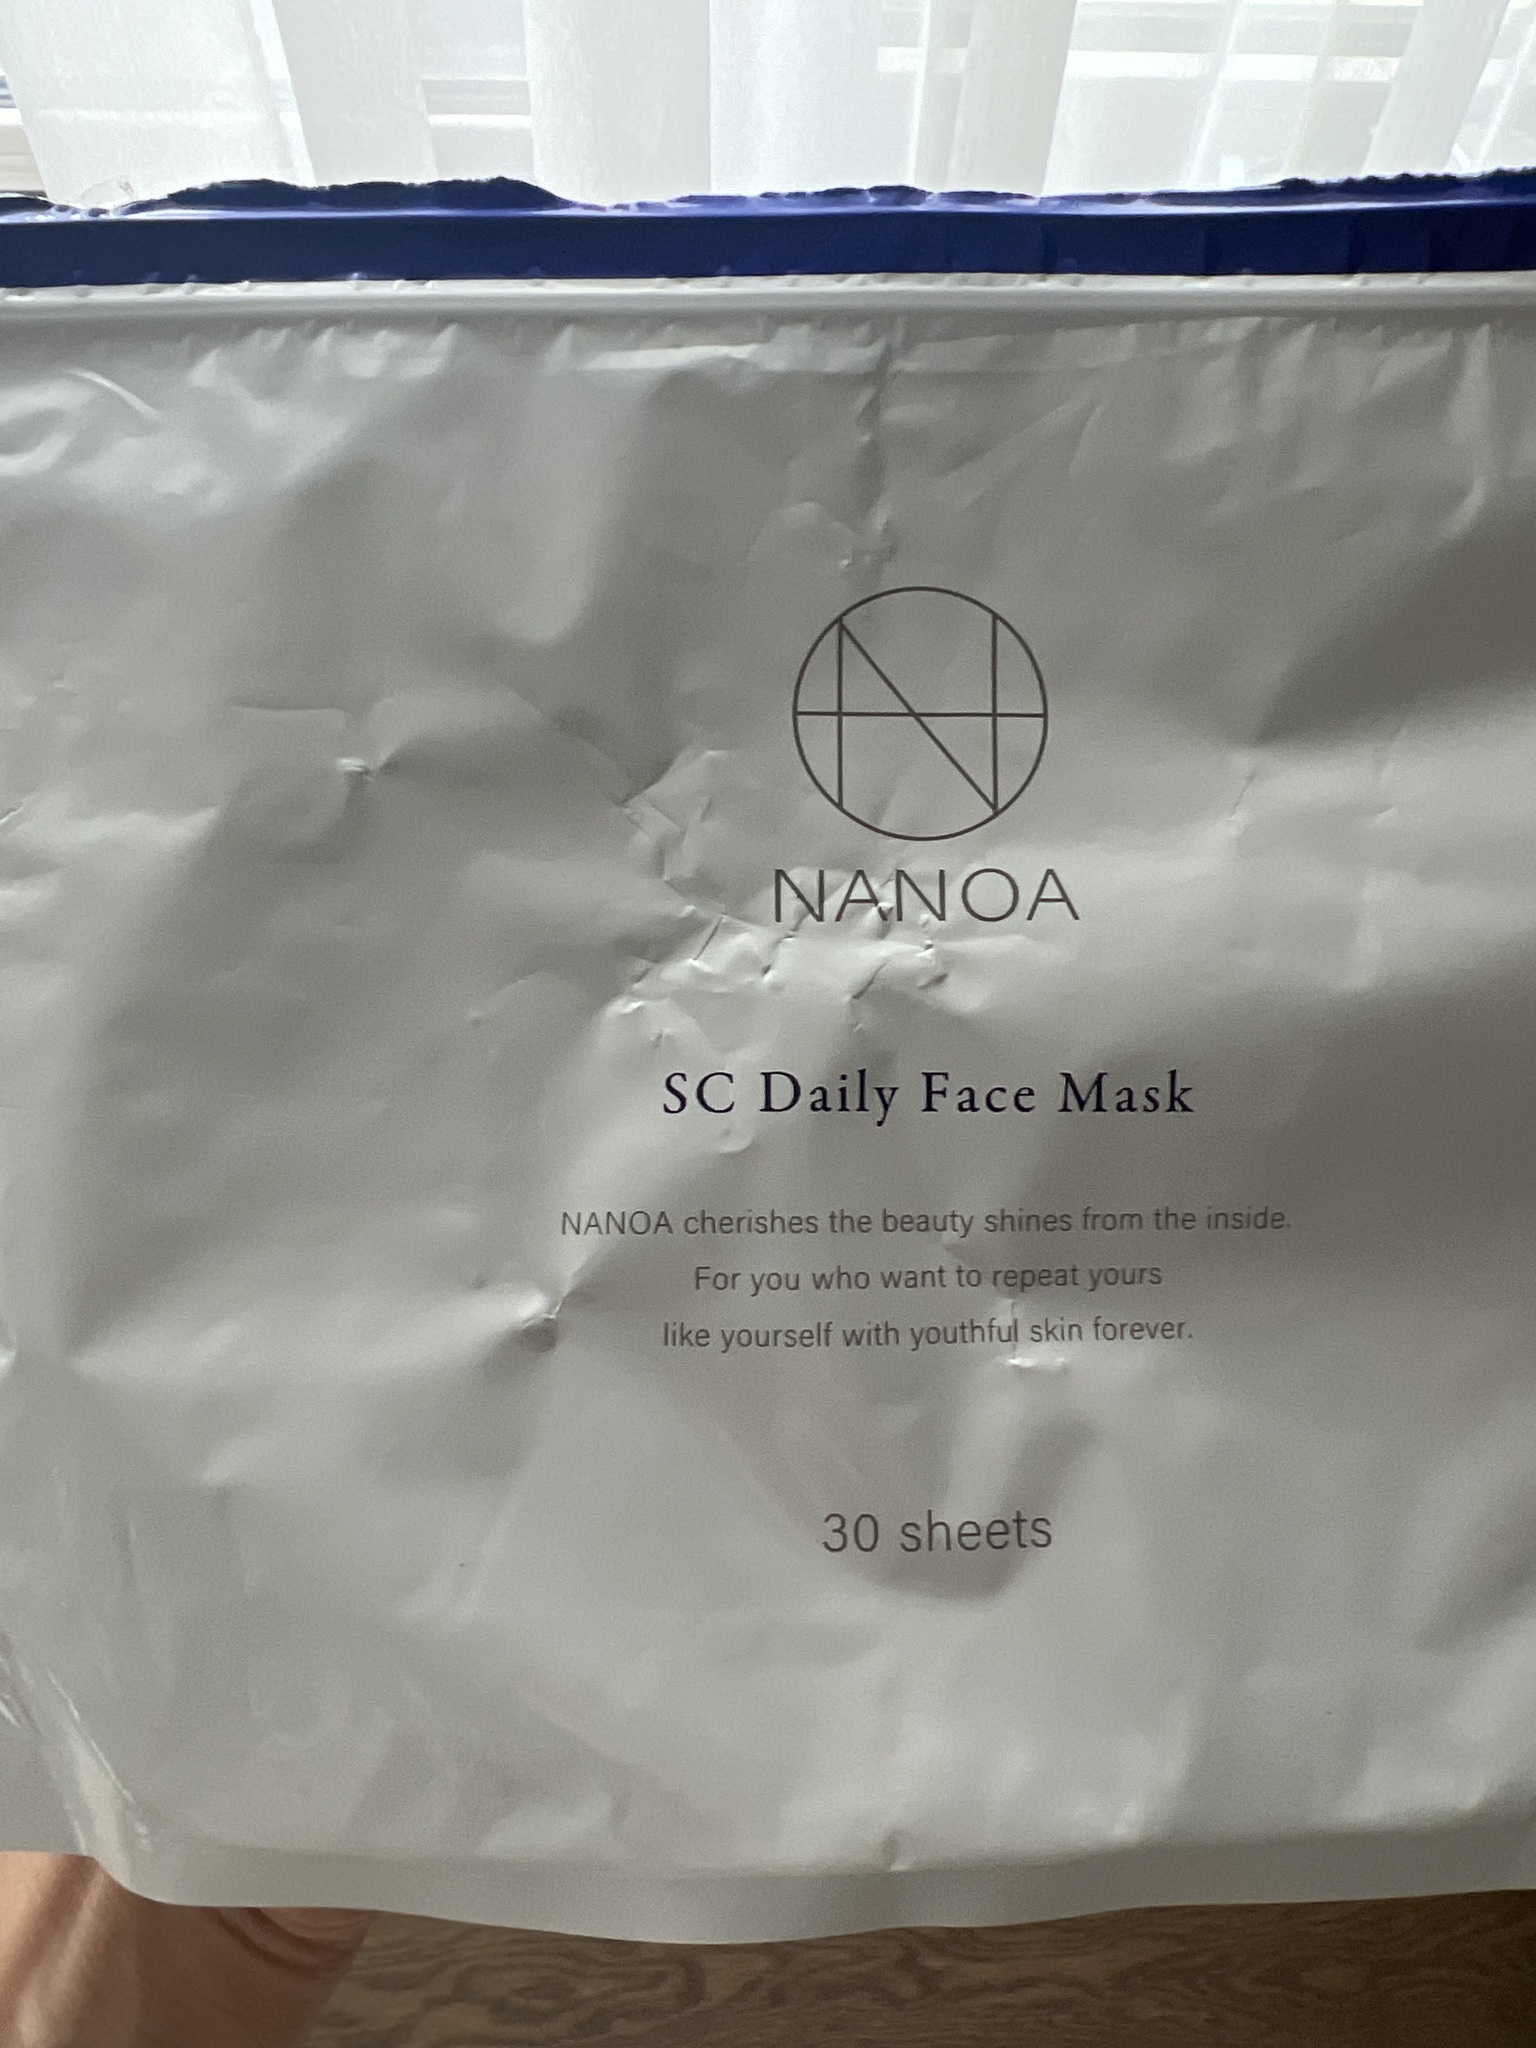 NANOA
SC Daily Face Mask
NANOA cherishes the beauty shines from the inside.
For you who want to repeat yours
like yourself with youthful skin forever.
30 sheets